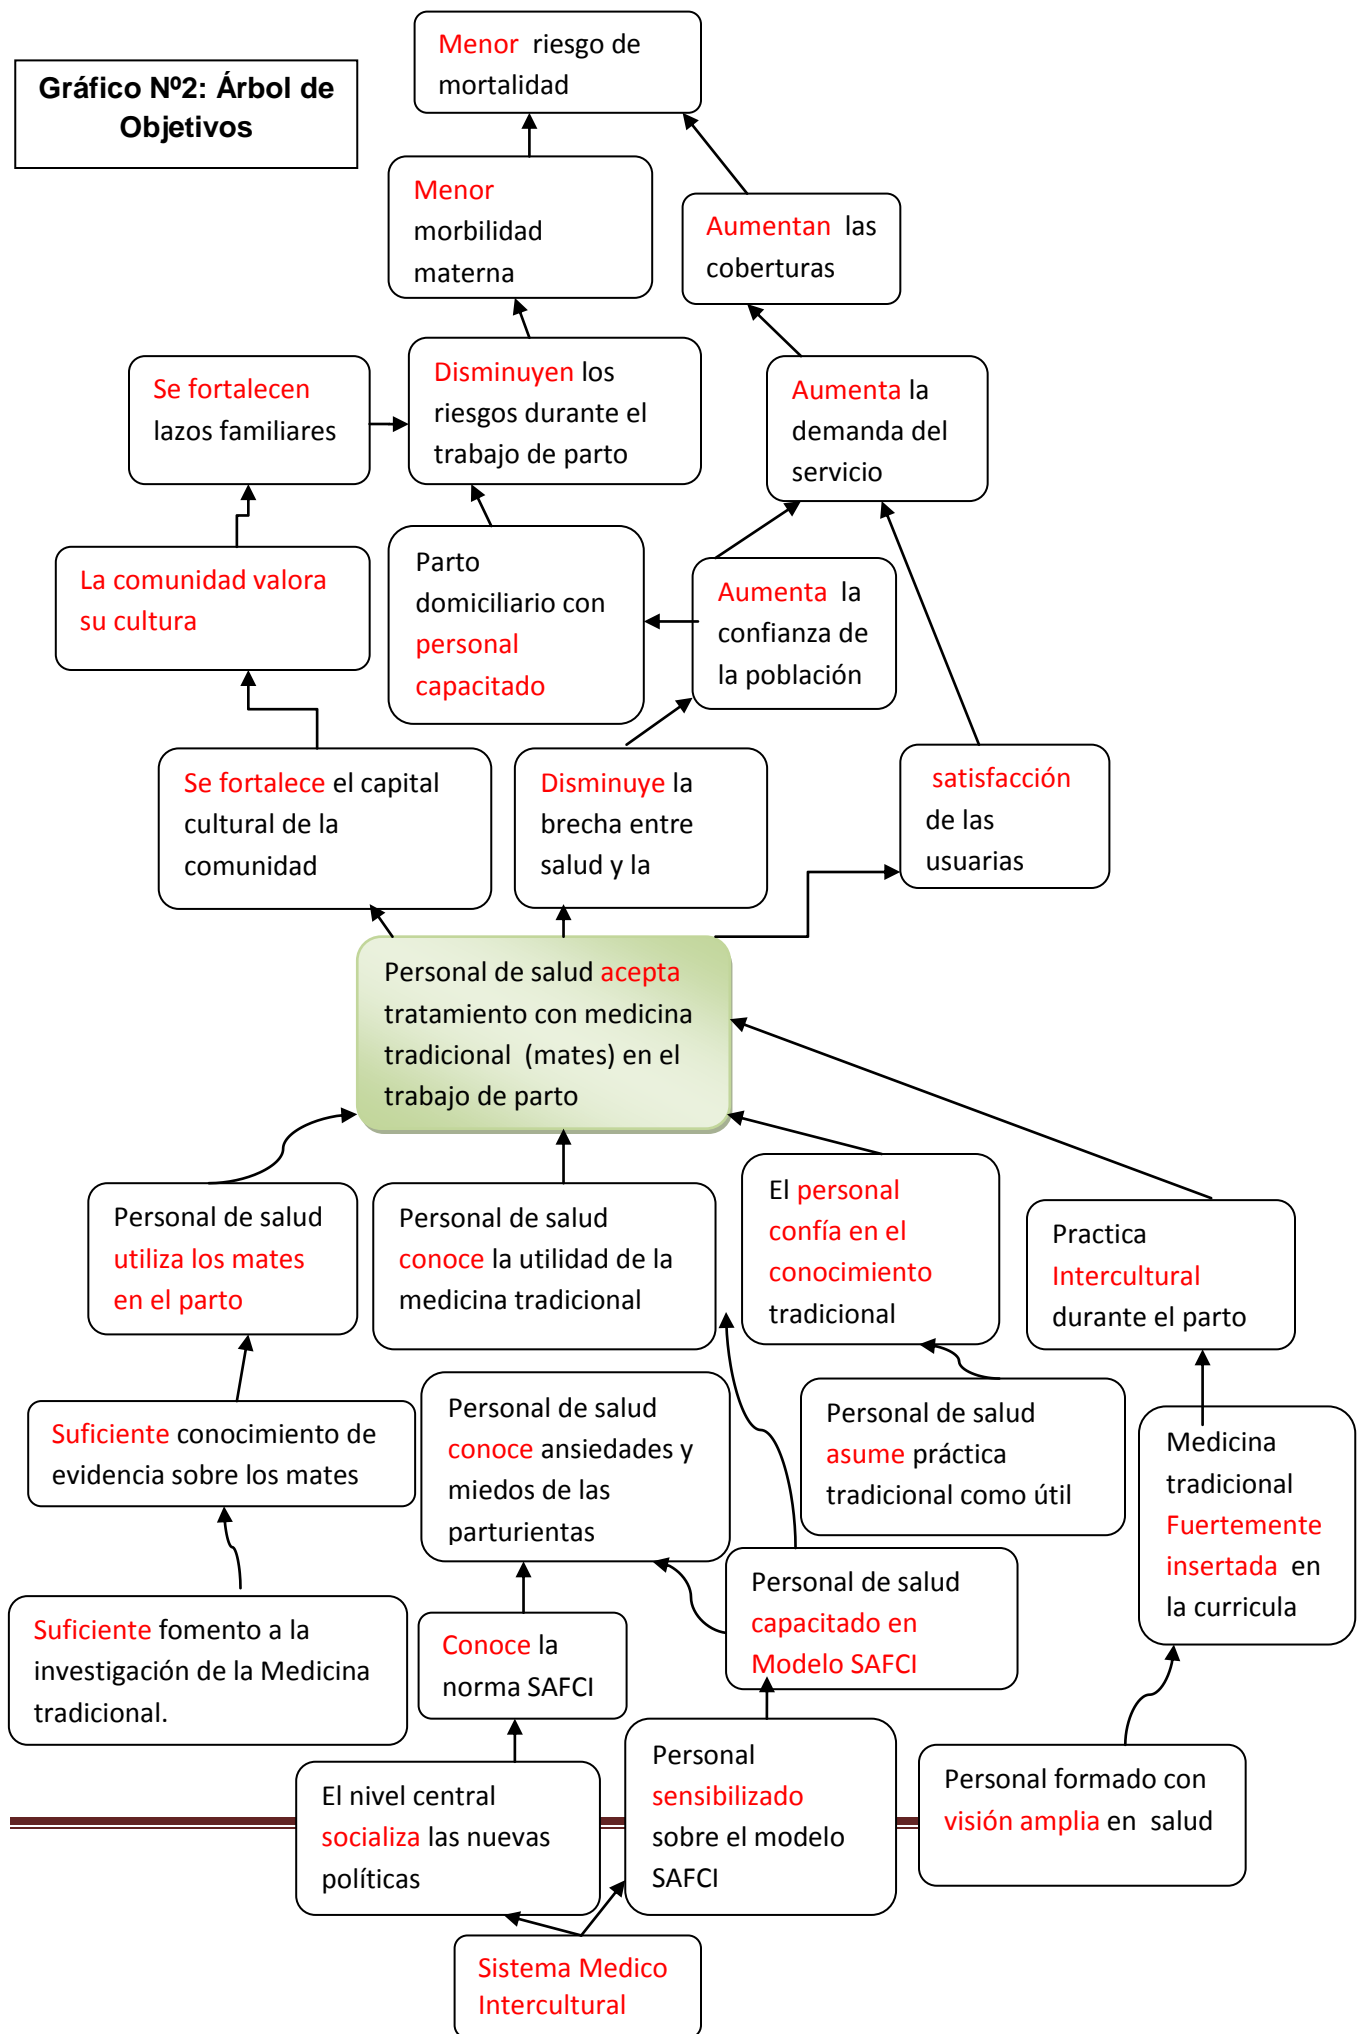 Gráfico Nº2: Árbol de
Objetivos
Menor riesgo de
mortalidad
Menor
morbilidad
materna
Aumentan las
coberturas
Se fortalecen
lazos familiares
Disminuyen los
riesgos durante el
trabajo de parto
Aumenta la
demanda del
servicio
La comunidad valora
su cultura
Parto
domiciliario con
personal
capacitado
Aumenta la
confianza de
la población
Se fortalece el capital
cultural de la
comunidad
Disminuye la
brecha entre
salud y la
satisfacción
de las
usuarias
Personal de salud acepta
tratamiento con medicina
tradicional (mates) en el
trabajo de parto
Personal de salud
utiliza los mates
en el parto
Personal de salud
conoce la utilidad de la
medicina tradicional
El personal
confía en el
conocimiento
tradicional
Practica
Intercultural
durante el parto
Suficiente conocimiento de
evidencia sobre los mates
Personal de salud
conoce ansiedades y
miedos de las
parturientas
Personal de salud
asume práctica
tradicional como útil
Medicina
tradicional
Fuertemente
insertada en
la curricula
Suficiente fomento a la
investigación de la Medicina
tradicional.
Conoce la
norma SAFCI
Personal de salud
capacitado en
Modelo SAFCI
El nivel central
socializa las nuevas
políticas
Personal
sensibilizado
sobre el modelo
SAFCI
Personal formado con
visión amplia en salud
Sistema Medico
Intercultural